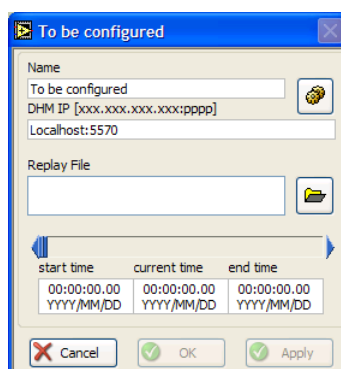 To be configured
Name
To be configured
DHM IP [xxx.xxx.xxx.xxx:pppp]
Localhost:5570
Replay File
start time current time end time
00:00:00.00 00:00:00.00 00:00:00.00
YYYY/MM/DD YYYY/MM/DD YYYY/MM/DD
Cancel OK Apply